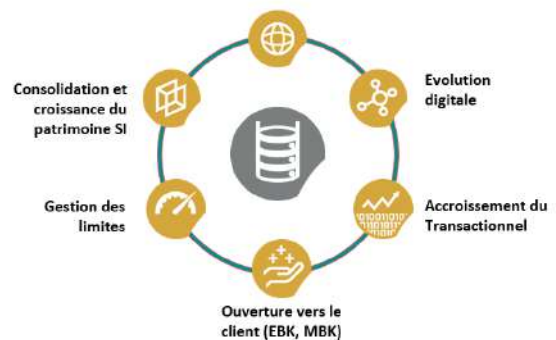 Consolidation et
croissance du
patrimoine SI
Evolution
digitale
Gestion des
limites
Accroissement du
Transactionnel
Ouverture vers le
client (EBK, MBK)